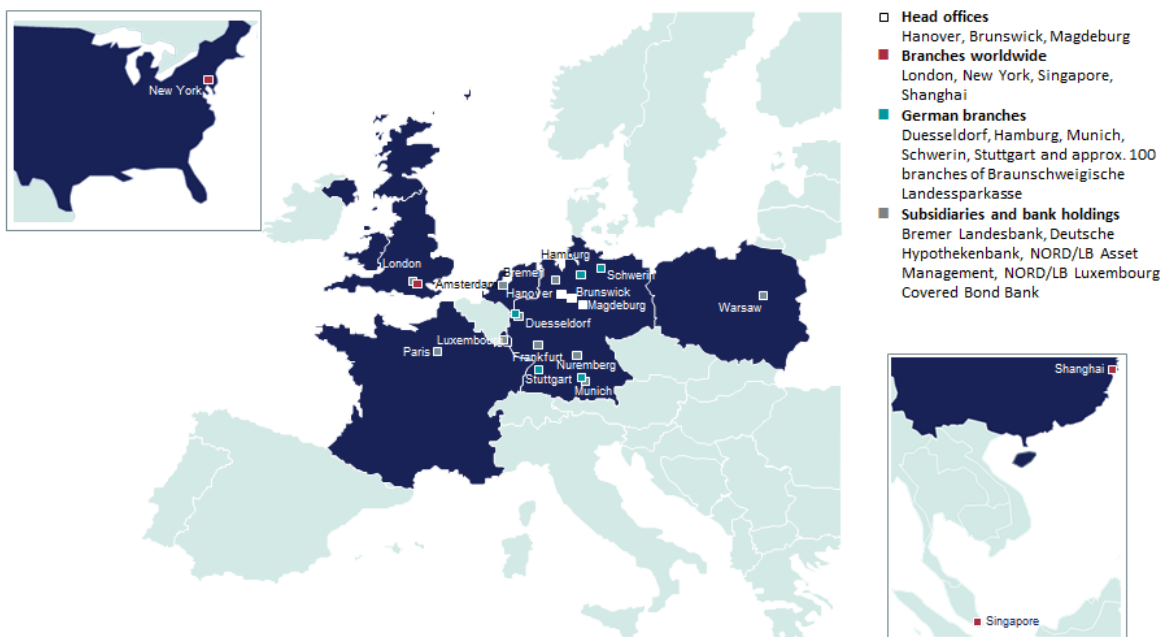 New York
London
Amsterdam
Bremen
Hamburg
Schwerin
Hanover
Brunswick
Magdeburg
Warsaw
Duesseldorf
Luxembourg
Paris
Frankfurt
Nuremberg
Stuttgart
Munich
Head offices
Hanover, Brunswick, Magdeburg
Branches worldwide
London, New York, Singapore,
Shanghai
German branches
Duesseldorf, Hamburg, Munich,
Schwerin, Stuttgart and approx. 100
branches of Braunschweigische
Landessparkasse
Subsidiaries and bank holdings
Bremer Landesbank, Deutsche
Hypothekenbank, NORD/LB Asset
Management, NORD/LB Luxembourg
Covered Bond Bank
Shanghai
Singapore